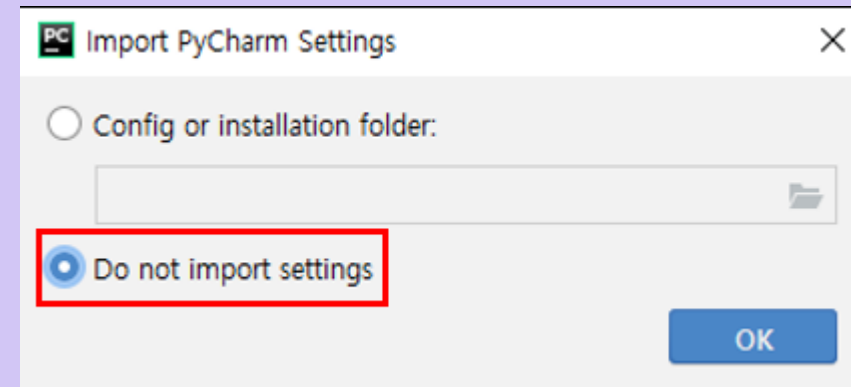 PC Import PyCharm Settings
Config or installation folder:
Do not import settings
OK